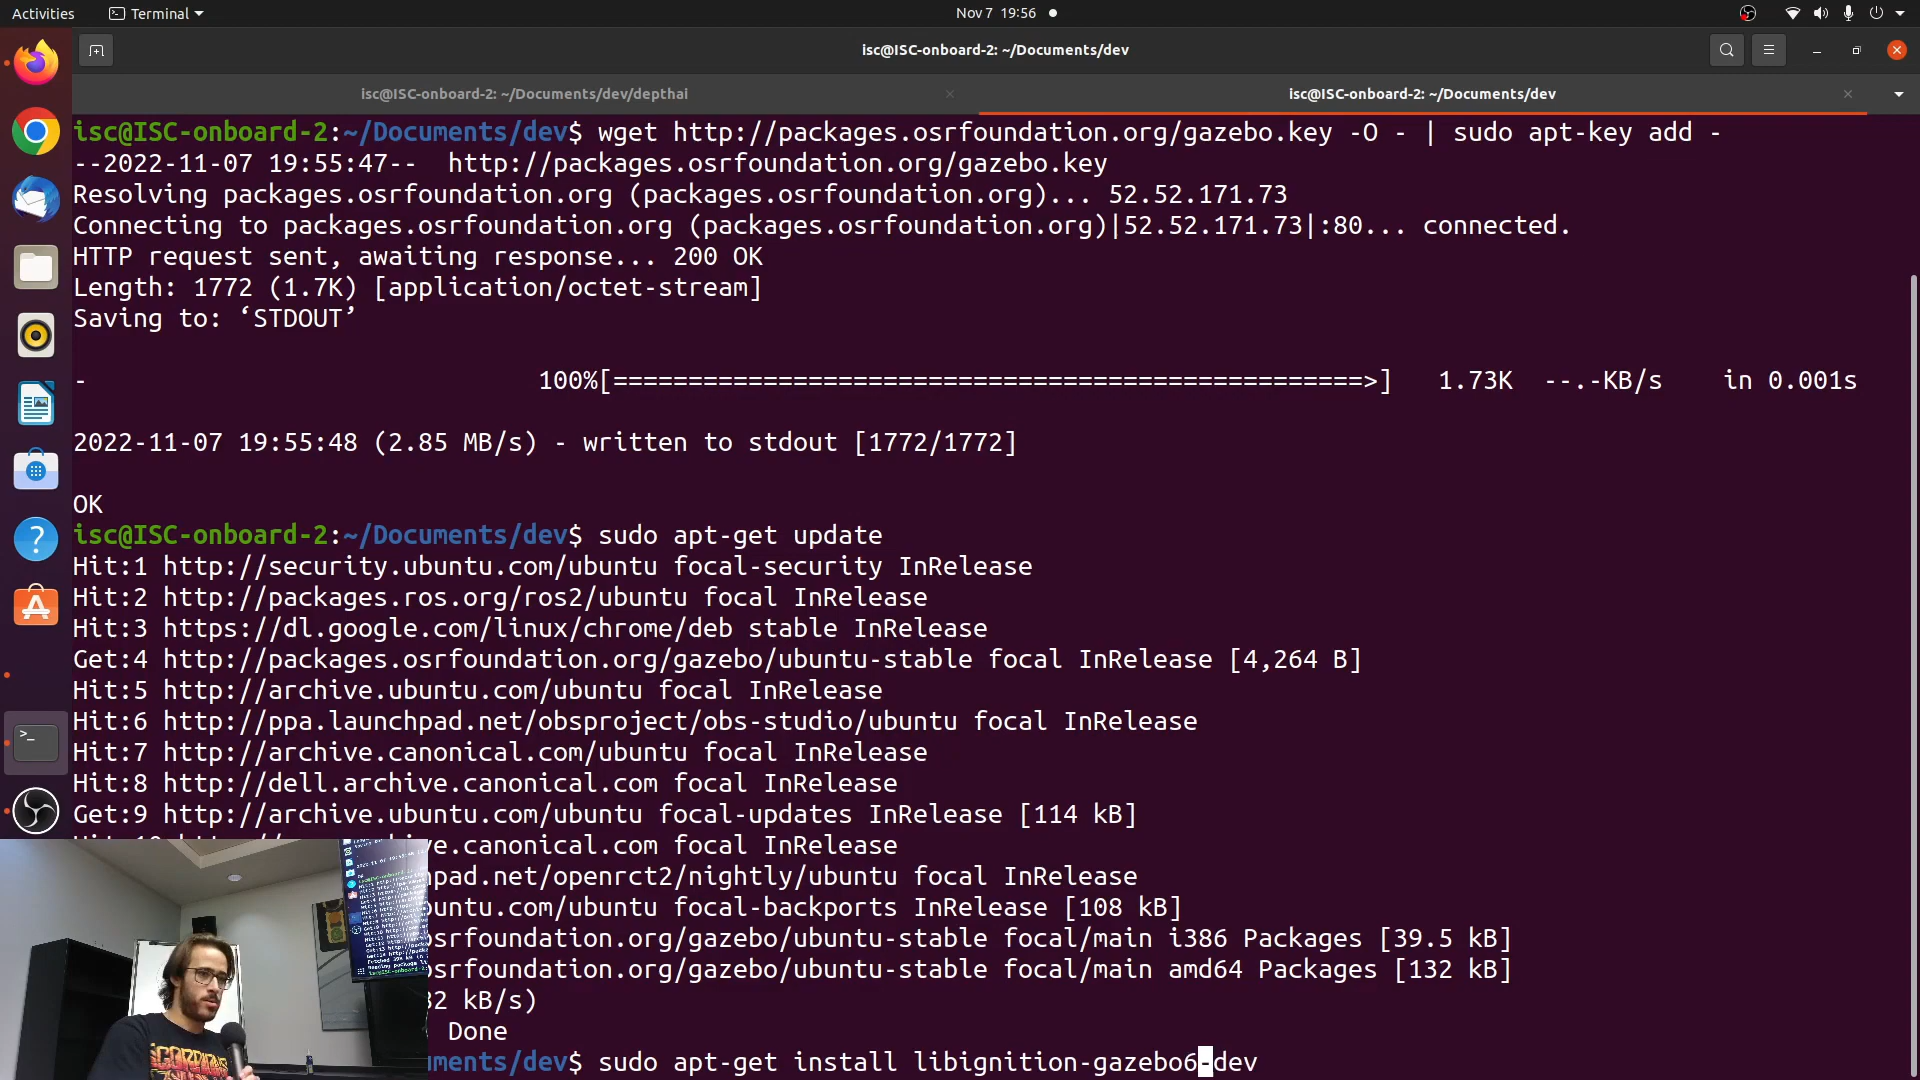 Activities
Terminal
Nov 7 19:56
isc@ISC-onboard-2: ~/Documents/dev
isc@ISC-onboard-2: ~/Documents/dev/depthai
isc@ISC-onboard-2: ~/Documents/dev
isc@ISC-onboard-2:~/Documents/dev$ wget http://packages.osrfoundation.org/gazebo.key -O - | sudo apt-key add -
--2022-11-07 19:55:47--  http://packages.osrfoundation.org/gazebo.key
Resolving packages.osrfoundation.org (packages.osrfoundation.org)... 52.52.171.73
Connecting to packages.osrfoundation.org (packages.osrfoundation.org)|52.52.171.73|:80... connected.
HTTP request sent, awaiting response... 200 OK
Length: 1772 (1.7K) [application/octet-stream]
Saving to: ‘STDOUT’
- 100%[==================================================>] 1.73K --.-KB/s in 0.001s
2022-11-07 19:55:48 (2.85 MB/s) - written to stdout [1772/1772]
OK
isc@ISC-onboard-2:~/Documents/dev$ sudo apt-get update
Hit:1 http://security.ubuntu.com/ubuntu focal-security InRelease
Hit:2 http://packages.ros.org/ros2/ubuntu focal InRelease
Hit:3 https://dl.google.com/linux/chrome/deb stable InRelease
Get:4 http://packages.osrfoundation.org/gazebo/ubuntu-stable focal InRelease [4,264 B]
Hit:5 http://archive.ubuntu.com/ubuntu focal InRelease
Hit:6 http://ppa.launchpad.net/obsproject/obs-studio/ubuntu focal InRelease
Hit:7 http://archive.canonical.com/ubuntu focal InRelease
Hit:8 http://dell.archive.canonical.com focal InRelease
Get:9 http://archive.ubuntu.com/ubuntu focal-updates InRelease [114 kB]
e.canonical.com focal InRelease
pad.net/openrct2/nightly/ubuntu focal InRelease
untu.com/ubuntu focal-backports InRelease [108 kB]
osrfoundation.org/gazebo/ubuntu-stable focal/main i386 Packages [39.5 kB]
osrfoundation.org/gazebo/ubuntu-stable focal/main amd64 Packages [132 kB]
32 kB/s)
Done
uments/dev$ sudo apt-get install libignition-gazebo6-dev
SCORPIONS